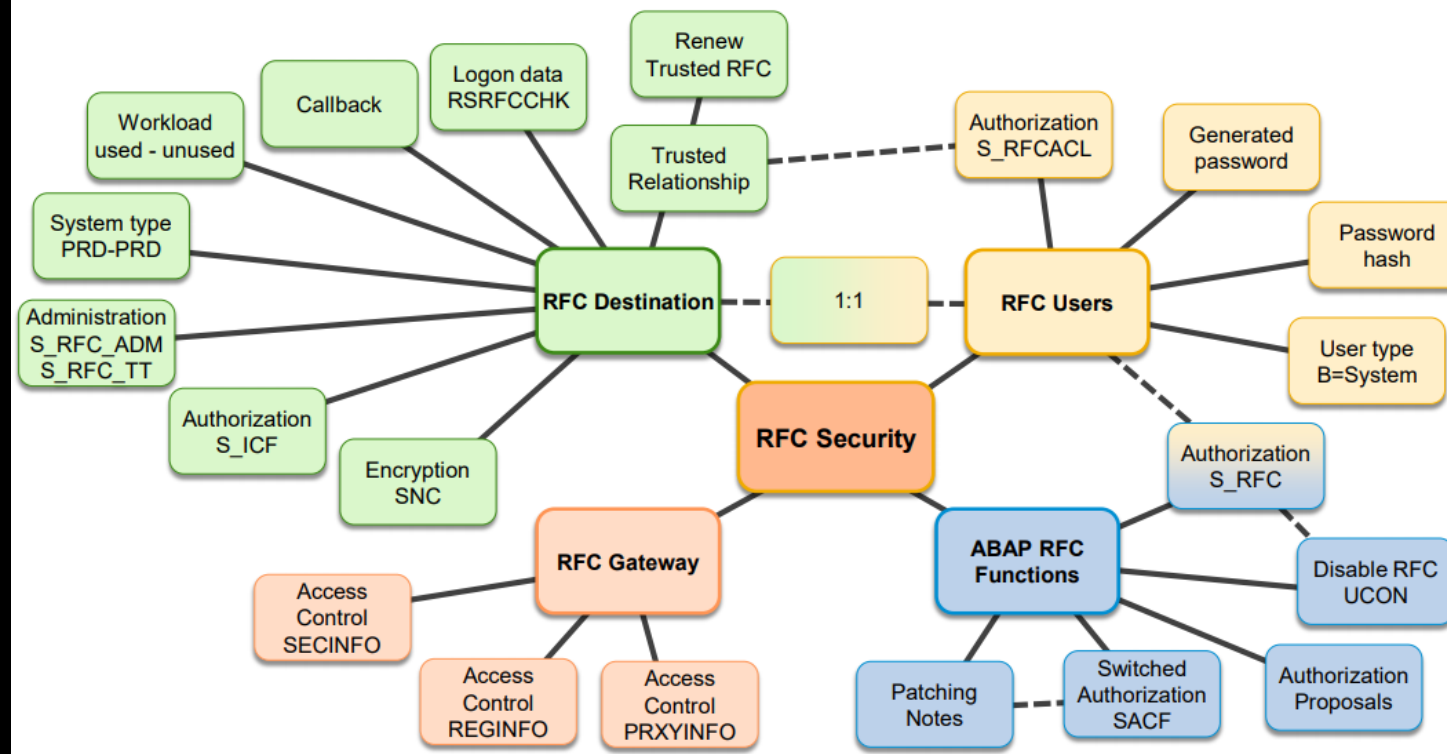 Renew
Trusted RFC
Logon data
RSRFCCHK
Callback
Workload
used - unused
Trusted
Relationship
Authorization
S_RFCACL
Generated
password
System type
PRD-PRD
Password
hash
RFC Destination
1:1
RFC Users
Administration
S_RFC_ADM
S_RFC_TT
User type
B=System
Authorization
S_ICF
RFC Security
Encryption
SNC
Authorization
S_RFC
RFC Gateway
ABAP RFC
Functions
Disable RFC
UCON
Access
Control
SECINFO
Access
Control
REGINFO
Access
Control
PRXYINFO
Patching
Notes
Switched
Authorization
SACF
Authorization
Proposals